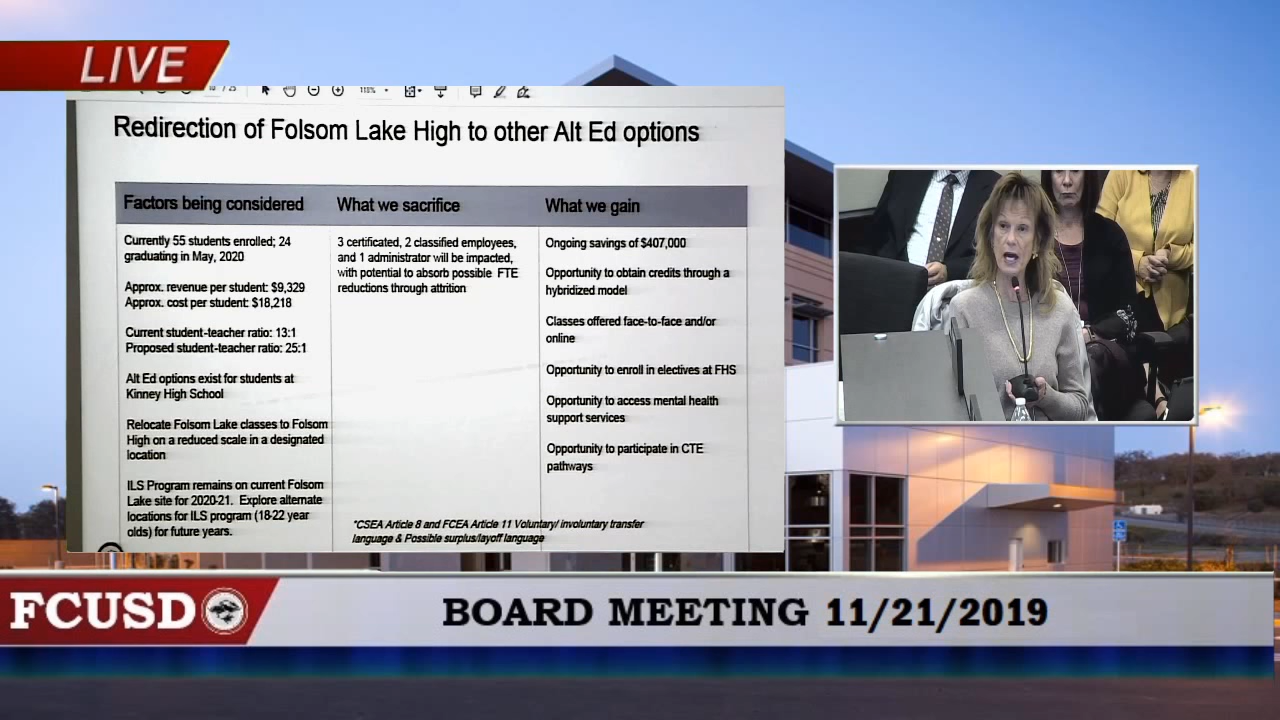 LIVE
Redirection of Folsom Lake High to other Alt Ed options
Factors being considered
What we sacrifice
What we gain
Currently 55 students enrolled; 24
graduating in May, 2020
Approx. revenue per student: $9,329
Approx. cost per student: $18,218
Current student-teacher ratio: 13:1
Proposed student-teacher ratio: 25:1
Alt Ed options exist for students at
Kinney High School
Relocate Folsom Lake classes to Folsom
High on a reduced scale in a designated
location
ILS Program remains on current Folsom
Lake site for 2020-21. Explore alternate
locations for ILS program (18-22 year
olds) for future years.
3 certificated, 2 classified employees,
and 1 administrator will be impacted,
with potential to absorb possible FTE
reductions through attrition
Ongoing savings of $407,000
Opportunity to obtain credits through a
hybridized model
Classes offered face-to-face and/or
online
Opportunity to enroll in electives at FHS
Opportunity to access mental health
support services
Opportunity to participate in CTE
pathways
*CSEA Article 8 and FCEA Article 11 Voluntary/ involuntary transfer
language & Possible surplus/layoff language
FCUSD
BOARD MEETING 11/21/2019